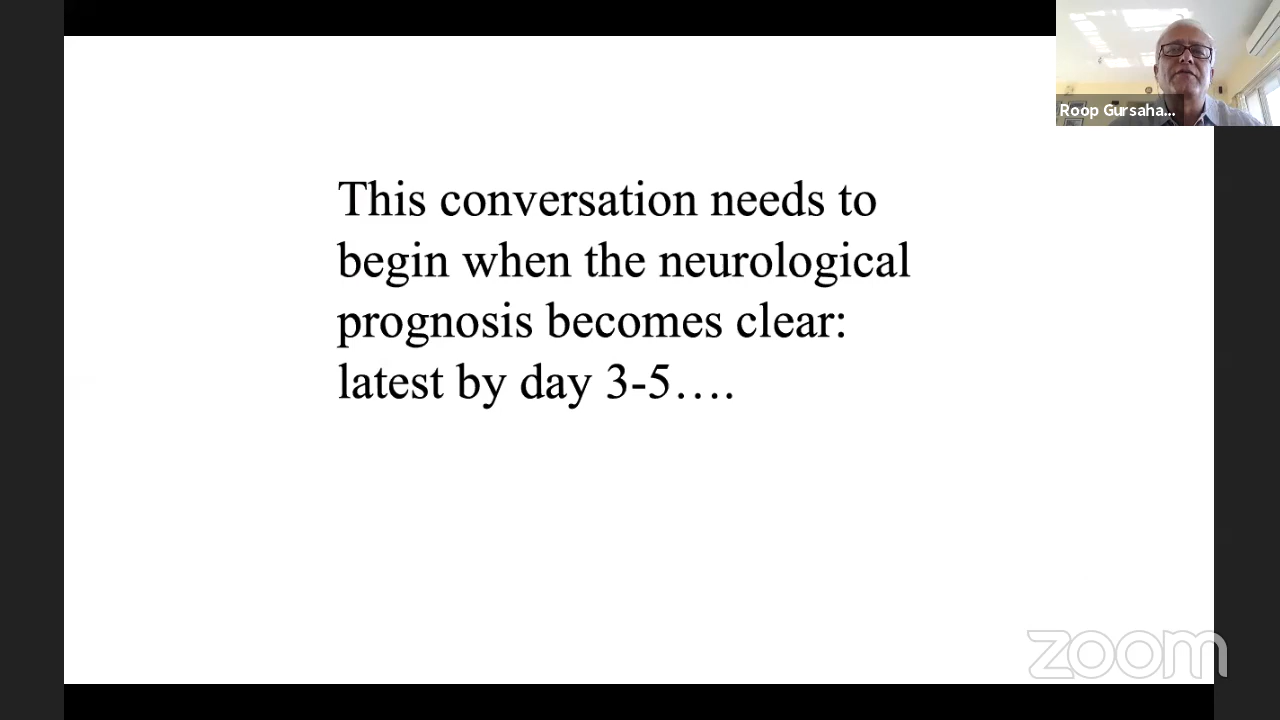 Roop Gursaha...
This conversation needs to
begin when the neurological
prognosis becomes clear:
latest by day 3-5....
zoom